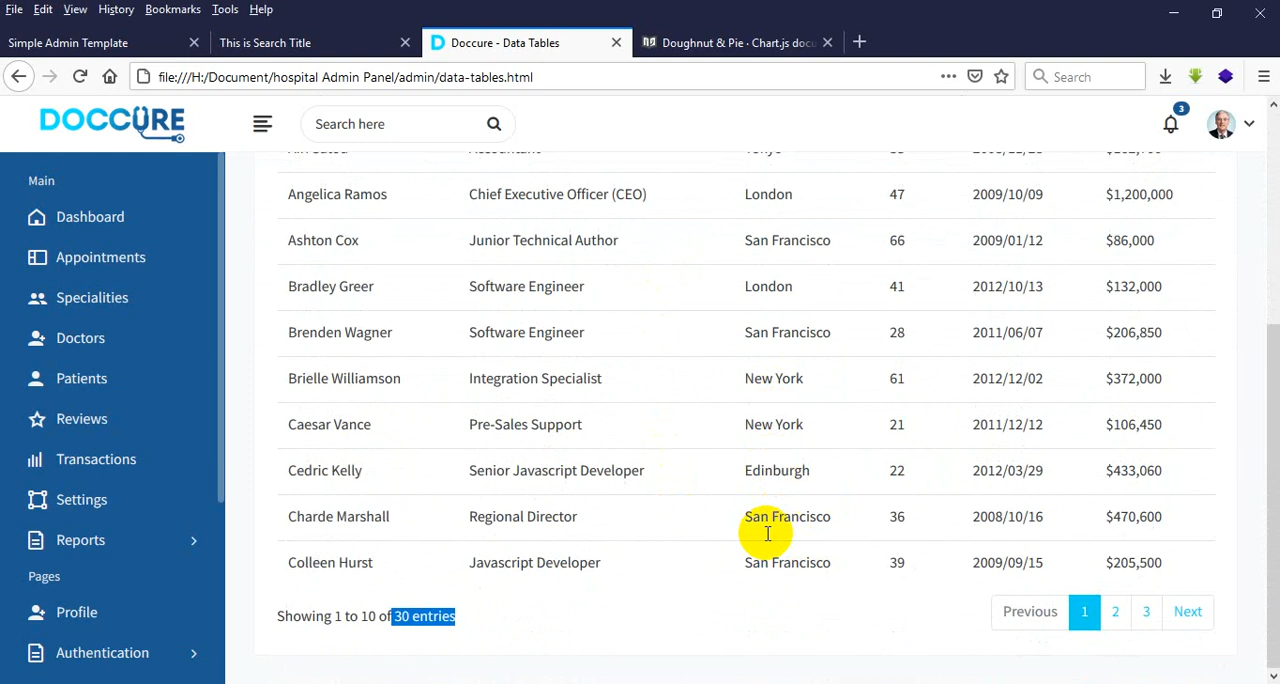 File Edit View History Bookmarks Tools Help
Simple Admin Template This is Search Title Doccure - Data Tables Doughnut & Pie · Chart.js docu
file:///H:/Document/hospital Admin Panel/admin/data-tables.html Search
DOCCURE Search here 3
Main
Dashboard
Appointments
Specialities
Doctors
Patients
Reviews
Transactions
Settings
Reports
Pages
Profile
Authentication
Angelica Ramos Chief Executive Officer (CEO) London 47 2009/10/09 $1,200,000
Ashton Cox Junior Technical Author San Francisco 66 2009/01/12 $86,000
Bradley Greer Software Engineer London 41 2012/10/13 $132,000
Brenden Wagner Software Engineer San Francisco 28 2011/06/07 $206,850
Brielle Williamson Integration Specialist New York 61 2012/12/02 $372,000
Caesar Vance Pre-Sales Support New York 21 2011/12/12 $106,450
Cedric Kelly Senior Javascript Developer Edinburgh 22 2012/03/29 $433,060
Charde Marshall Regional Director San Francisco 36 2008/10/16 $470,600
Colleen Hurst Javascript Developer San Francisco 39 2009/09/15 $205,500
Showing 1 to 10 of 30 entries Previous 1 2 3 Next